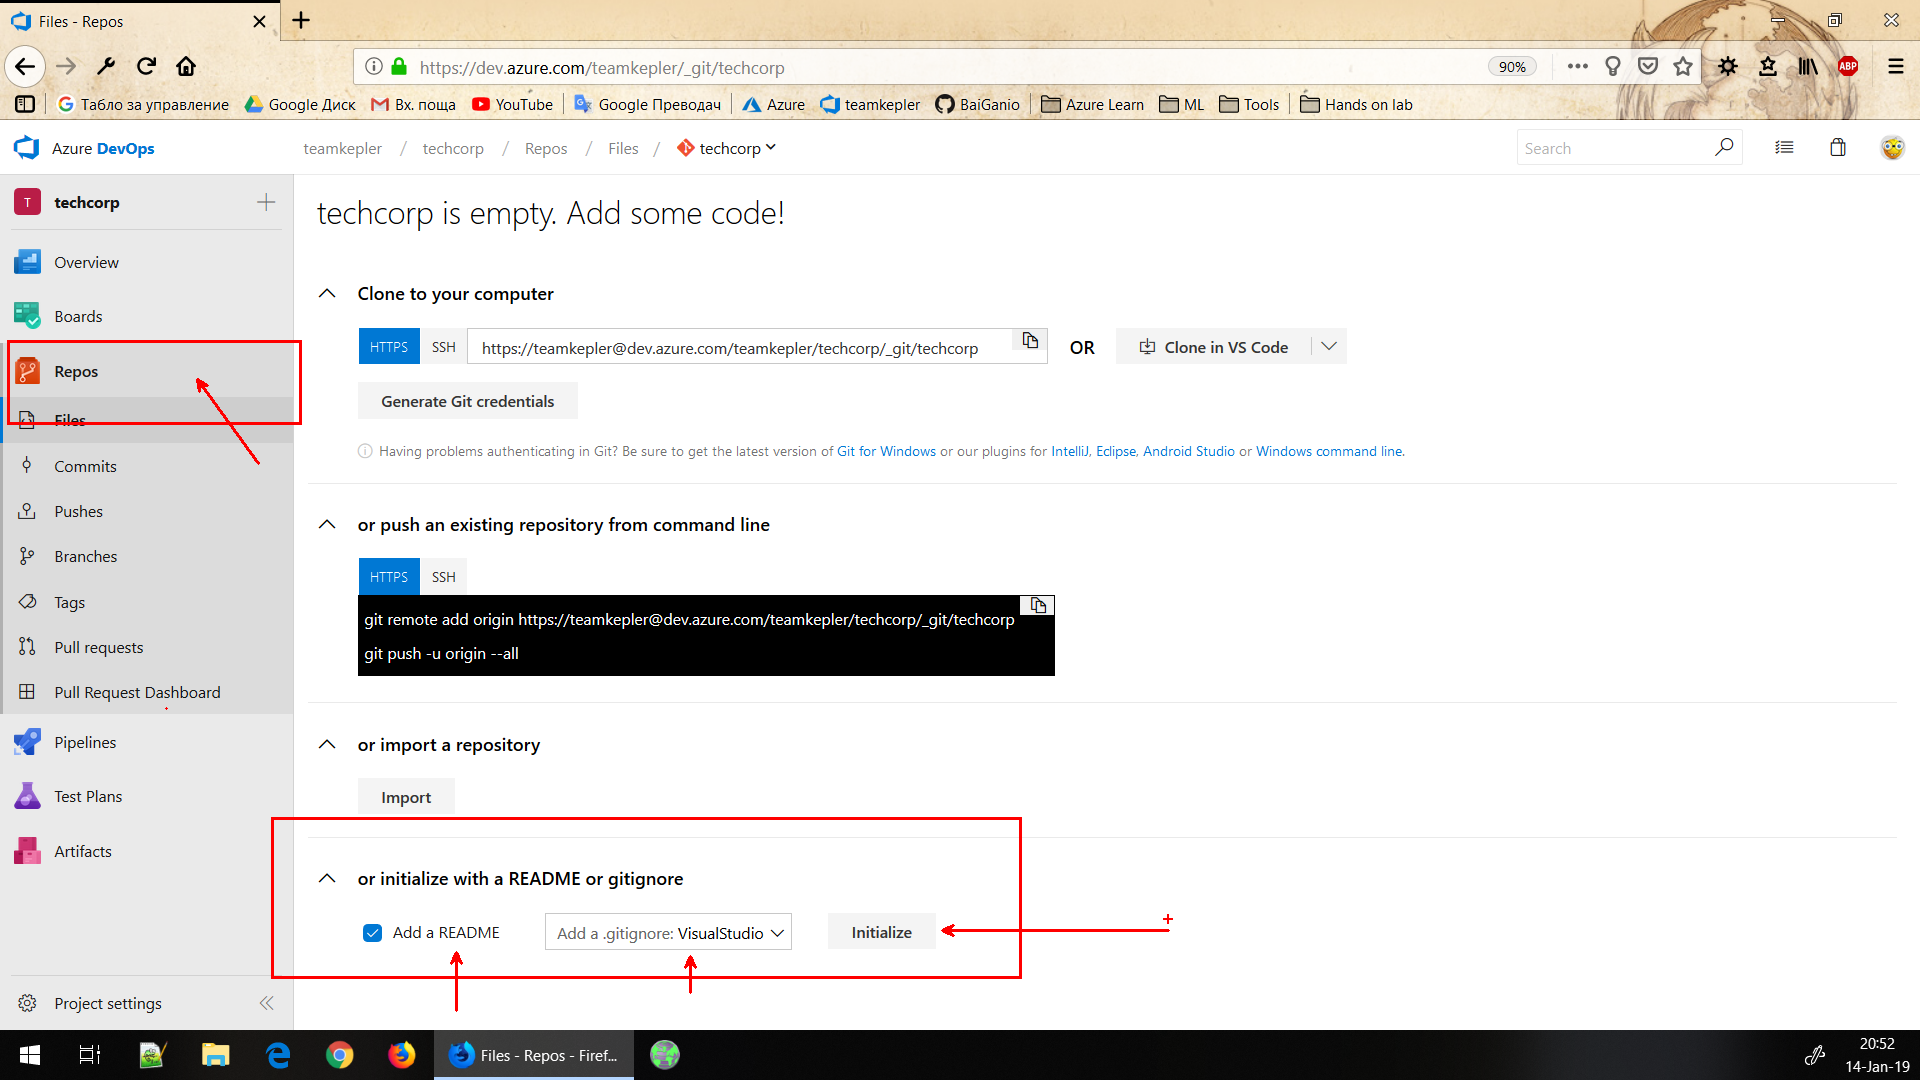 Files - Repos
https://dev.azure.com/teamkepler/_git/techcorp
90%
ABP
Табло за управление
Google Диск
Вх. поща
YouTube
Google Преводач
Azure
teamkepler
BaiGanio
Azure Learn
ML
Tools
Hands on lab
Azure DevOps
teamkepler / techcorp / Repos / Files / techcorp
Search
T techcorp
Overview
Boards
Repos
Files
Commits
Pushes
Branches
Tags
Pull requests
Pull Request Dashboard
Pipelines
Test Plans
Artifacts
Project settings
techcorp is empty. Add some code!
Clone to your computer
HTTPS SSH https://teamkepler@dev.azure.com/teamkepler/techcorp/_git/techcorp OR Clone in VS Code
Generate Git credentials
Having problems authenticating in Git? Be sure to get the latest version of Git for Windows or our plugins for IntelliJ, Eclipse, Android Studio or Windows command line.
or push an existing repository from command line
HTTPS SSH
git remote add origin https://teamkepler@dev.azure.com/teamkepler/techcorp/_git/techcorp
git push -u origin --all
or import a repository
Import
or initialize with a README or gitignore
Add a README Add a .gitignore: VisualStudio Initialize
Files - Repos - Firef...
20:52
14-Jan-19